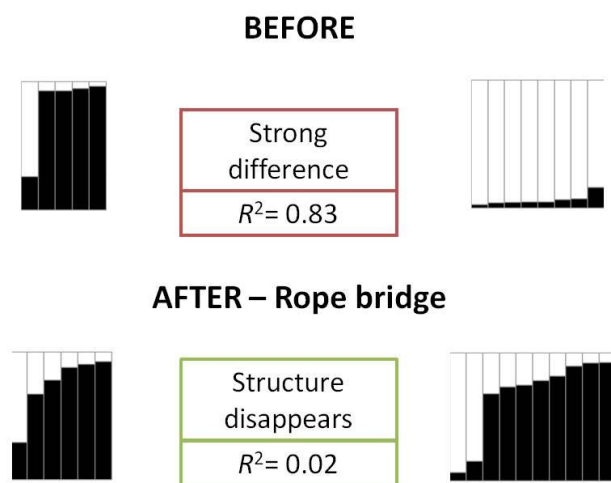 BEFORE
Strong
difference
R²= 0.83
AFTER – Rope bridge
Structure
disappears
R²= 0.02